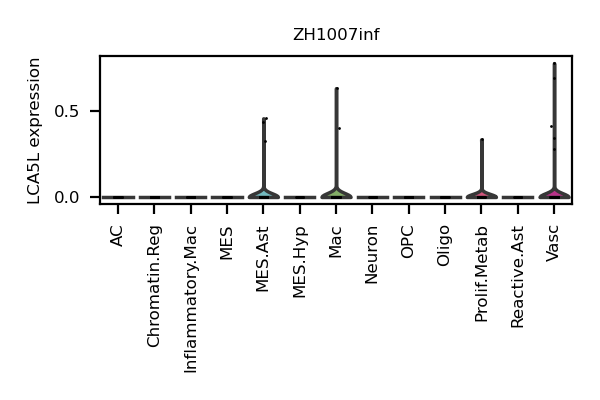 ZH1007inf
LCA5L expression
0.5
0.0
AC
Chromatin.Reg
Inflammatory.Mac
MES
MES.Ast
MES.Hyp
Mac
Neuron
OPC
Oligo
Prolif.Metab
Reactive.Ast
Vasc